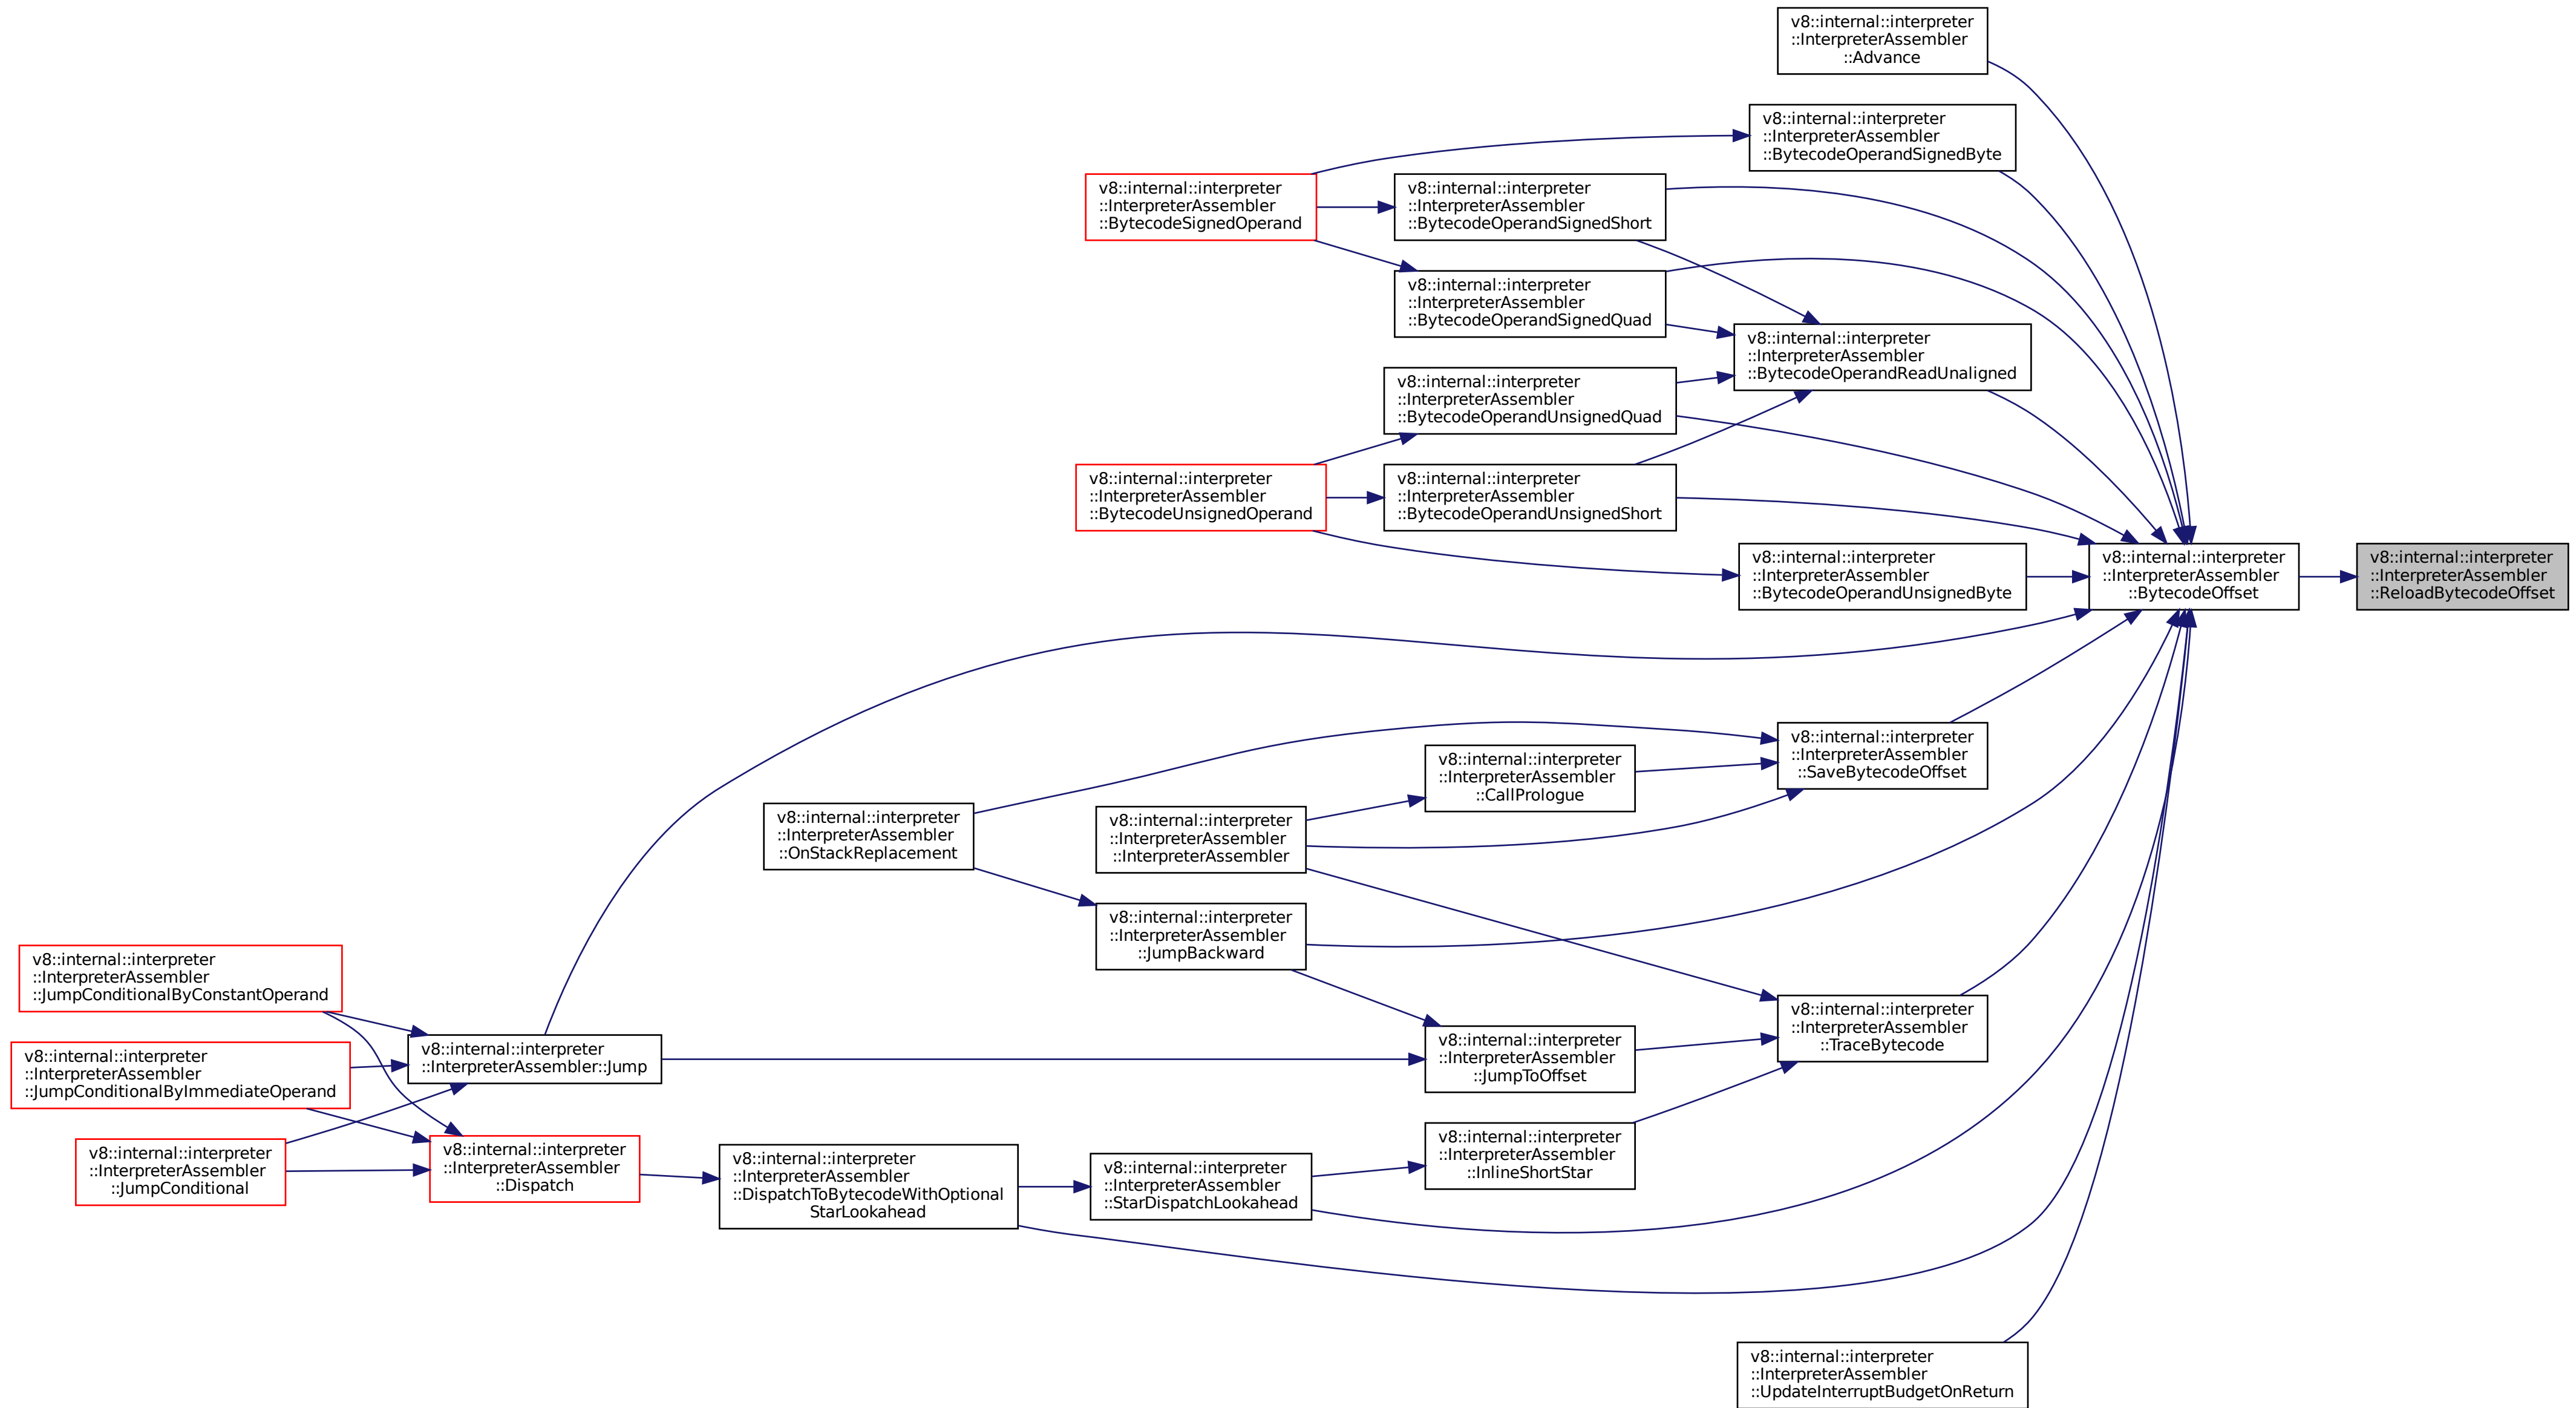 v8::internal::interpreter
::InterpreterAssembler
::Advance
v8::internal::interpreter
::InterpreterAssembler
::BytecodeOperandSignedByte
v8::internal::interpreter
::InterpreterAssembler
::BytecodeSignedOperand
v8::internal::interpreter
::InterpreterAssembler
::BytecodeOperandSignedShort
v8::internal::interpreter
::InterpreterAssembler
::BytecodeOperandSignedQuad
v8::internal::interpreter
::InterpreterAssembler
::BytecodeOperandReadUnaligned
v8::internal::interpreter
::InterpreterAssembler
::BytecodeOperandUnsignedQuad
v8::internal::interpreter
::InterpreterAssembler
::BytecodeUnsignedOperand
v8::internal::interpreter
::InterpreterAssembler
::BytecodeOperandUnsignedShort
v8::internal::interpreter
::InterpreterAssembler
::BytecodeOperandUnsignedByte
v8::internal::interpreter
::InterpreterAssembler
::BytecodeOffset
v8::internal::interpreter
::InterpreterAssembler
::ReloadBytecodeOffset
v8::internal::interpreter
::InterpreterAssembler
::SaveBytecodeOffset
v8::internal::interpreter
::InterpreterAssembler
::CallPrologue
v8::internal::interpreter
::InterpreterAssembler
::OnStackReplacement
v8::internal::interpreter
::InterpreterAssembler
::InterpreterAssembler
v8::internal::interpreter
::InterpreterAssembler
::JumpBackward
v8::internal::interpreter
::InterpreterAssembler
::JumpConditionalByConstantOperand
v8::internal::interpreter
::InterpreterAssembler
::TraceBytecode
v8::internal::interpreter
::InterpreterAssembler
::JumpToOffset
v8::internal::interpreter
::InterpreterAssembler::Jump
v8::internal::interpreter
::InterpreterAssembler
::JumpConditionalByImmediateOperand
v8::internal::interpreter
::InterpreterAssembler
::InlineShortStar
v8::internal::interpreter
::InterpreterAssembler
::JumpConditional
v8::internal::interpreter
::InterpreterAssembler
::Dispatch
v8::internal::interpreter
::InterpreterAssembler
::DispatchToBytecodeWithOptional
StarLookahead
v8::internal::interpreter
::InterpreterAssembler
::StarDispatchLookahead
v8::internal::interpreter
::InterpreterAssembler
::UpdateInterruptBudgetOnReturn